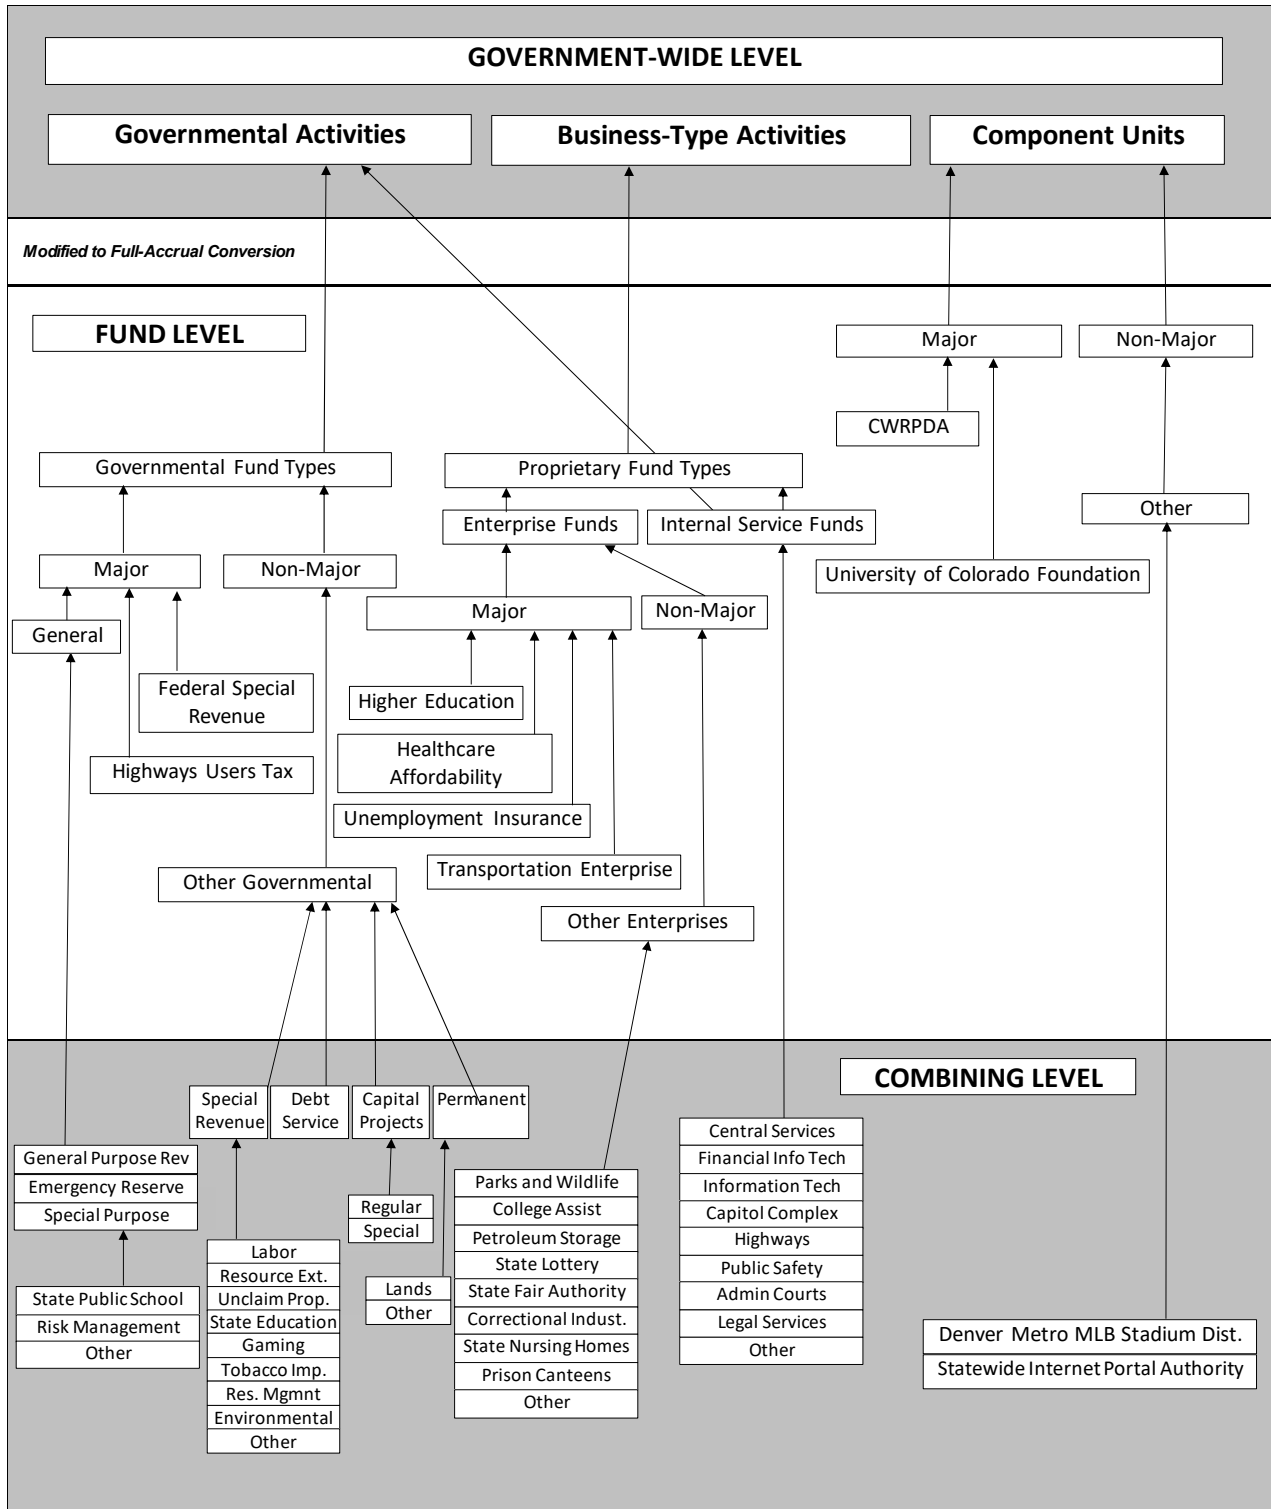 GOVERNMENT-WIDE LEVEL
Governmental Activities
Business-Type Activities
Component Units
Modified to Full-Accrual Conversion
FUND LEVEL
Major
Non-Major
CWRPDA
Governmental Fund Types
Proprietary Fund Types
Other
Enterprise Funds
Internal Service Funds
Major
Non-Major
University of Colorado Foundation
Major
Non-Major
General
Federal Special
Revenue
Higher Education
Highways Users Tax
Healthcare
Affordability
Unemployment Insurance
Other Governmental
Transportation Enterprise
Other Enterprises
COMBINING LEVEL
Special
Revenue
Debt
Service
Capital
Projects
Permanent
General Purpose Rev
Emergency Reserve
Special Purpose
State Public School
Risk Management
Other
Labor
Resource Ext.
Unclaim Prop.
State Education
Gaming
Tobacco Imp.
Res. Mgmnt
Environmental
Other
Regular
Special
Lands
Other
Parks and Wildlife
College Assist
Petroleum Storage
State Lottery
State Fair Authority
Correctional Indust.
State Nursing Homes
Prison Canteens
Other
Central Services
Financial Info Tech
Information Tech
Capitol Complex
Highways
Public Safety
Admin Courts
Legal Services
Other
Denver Metro MLB Stadium Dist.
Statewide Internet Portal Authority